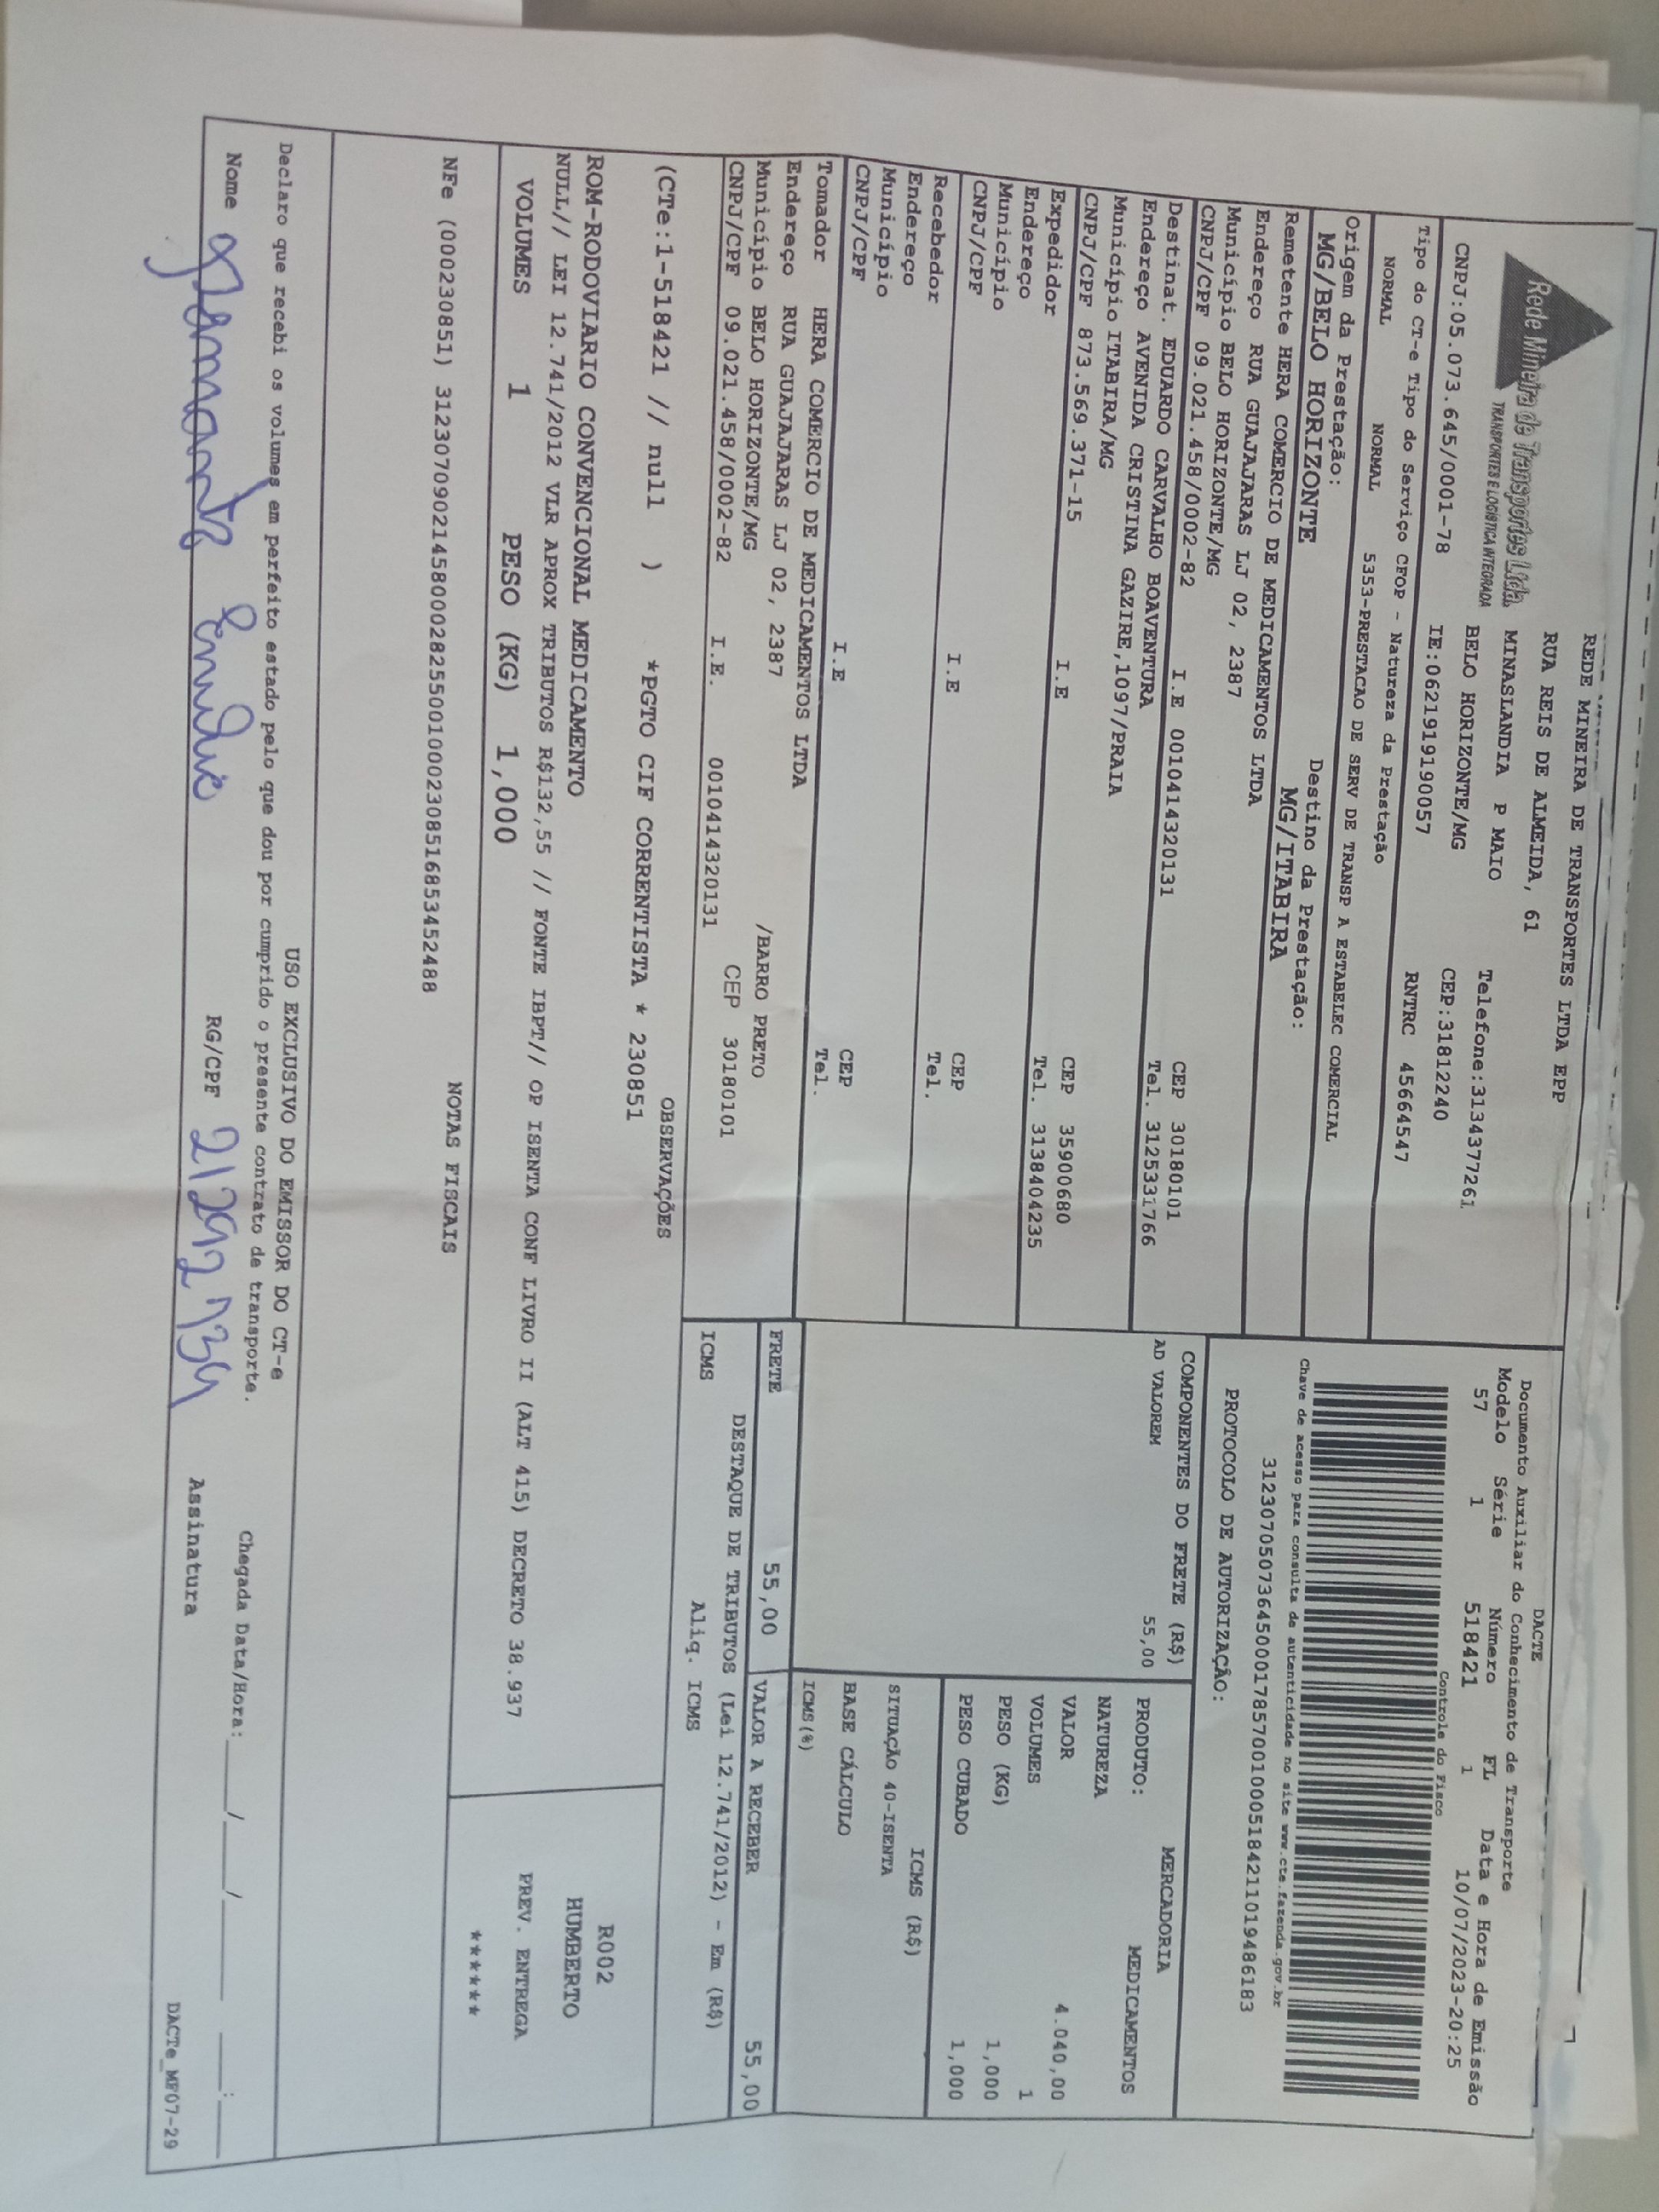 Rede Mineira de Transportes Ltda.
TRANSPORTES E LOGISTICA INTEGRADA
REDE MINEIRA DE TRANSPORTES LTDA EPP
RUA REIS DE ALMEIDA, 61
MINASLANDIA P MAIO
Telefone:3134377261
BELO HORIZONTE/MG
CEP:31812240
CNPJ:05.073.645/0001-78 IE:0621919190057 RNTRC 45664547
Tipo do CT-e Tipo do Serviço CFOP - Natureza da Prestação
NORMAL NORMAL 5353-PRESTACAO DE SERV DE TRANSP A ESTABELEC COMERCIAL
Origem da Prestação: Destino da Prestação:
MG/BELO HORIZONTE MG/ITABIRA
DACTE
Documento Auxiliar do Conhecimento de Transporte
Modelo Série Número FL Data e Hora de Emissão
57 1 518421 1 10/07/2023-20:25
Controle do Fisco
Chave de acesso para consulta de autenticidade no site www.cte.fazenda.gov.br
31230705073645000178570010005184211019486183
PROTOCOLO DE AUTORIZAÇÃO:
Remetente HERA COMERCIO DE MEDICAMENTOS LTDA
Endereço RUA GUAJAJARAS LJ 02, 2387
Município BELO HORIZONTE/MG CEP 30180101
CNPJ/CPF 09.021.458/0002-82 I.E 0010414320131 Tel. 3125331766
Destinat. EDUARDO CARVALHO BOAVENTURA
Endereço AVENIDA CRISTINA GAZIRE,1097/PRAIA
Município ITABIRA/MG CEP 35900680
CNPJ/CPF 873.569.371-15 I.E Tel. 3138404235
Expedidor
Endereço
Município CEP
CNPJ/CPF I.E Tel.
Recebedor
Endereço
Município CEP
CNPJ/CPF I.E Tel.
Tomador HERA COMERCIO DE MEDICAMENTOS LTDA
Endereço RUA GUAJAJARAS LJ 02, 2387 /BARRO PRETO
Município BELO HORIZONTE/MG CEP 30180101
CNPJ/CPF 09.021.458/0002-82 I.E. 0010414320131
COMPONENTES DO FRETE (R$)
AD VALOREM 55,00
MERCADORIA
PRODUTO: MEDICAMENTOS
NATUREZA
VALOR 4.040,00
VOLUMES 1
PESO (KG) 1,000
PESO CUBADO 1,000
ICMS (R$)
SITUAÇÃO 40-ISENTA
BASE CÁLCULO
ICMS(%)
FRETE 55,00 VALOR A RECEBER 55,00
DESTAQUE DE TRIBUTOS (Lei 12.741/2012) - Em (R$)
ICMS Aliq. ICMS
OBSERVAÇÕES
(CTe:1-518421 // null ) *PGTO CIF CORRENTISTA * 230851
ROM-RODOVIARIO CONVENCIONAL MEDICAMENTO
NULL// LEI 12.741/2012 VLR APROX TRIBUTOS R$132,55 // FONTE IBPT// OP ISENTA CONF LIVRO II (ALT 415) DECRETO 38.937
VOLUMES 1 PESO (KG) 1,000
R002
HUMBERTO
PREV. ENTREGA
******
NOTAS FISCAIS
NFe (000230851) 31230709021458000282550010002308516853452488
USO EXCLUSIVO DO EMISSOR DO CT-e
Declaro que recebi os volumes em perfeito estado pelo que dou por cumprido o presente contrato de transporte.
Chegada Data/Hora:____/____/______ ___:____
Nome RG/CPF Assinatura
DACTe_MF07-29